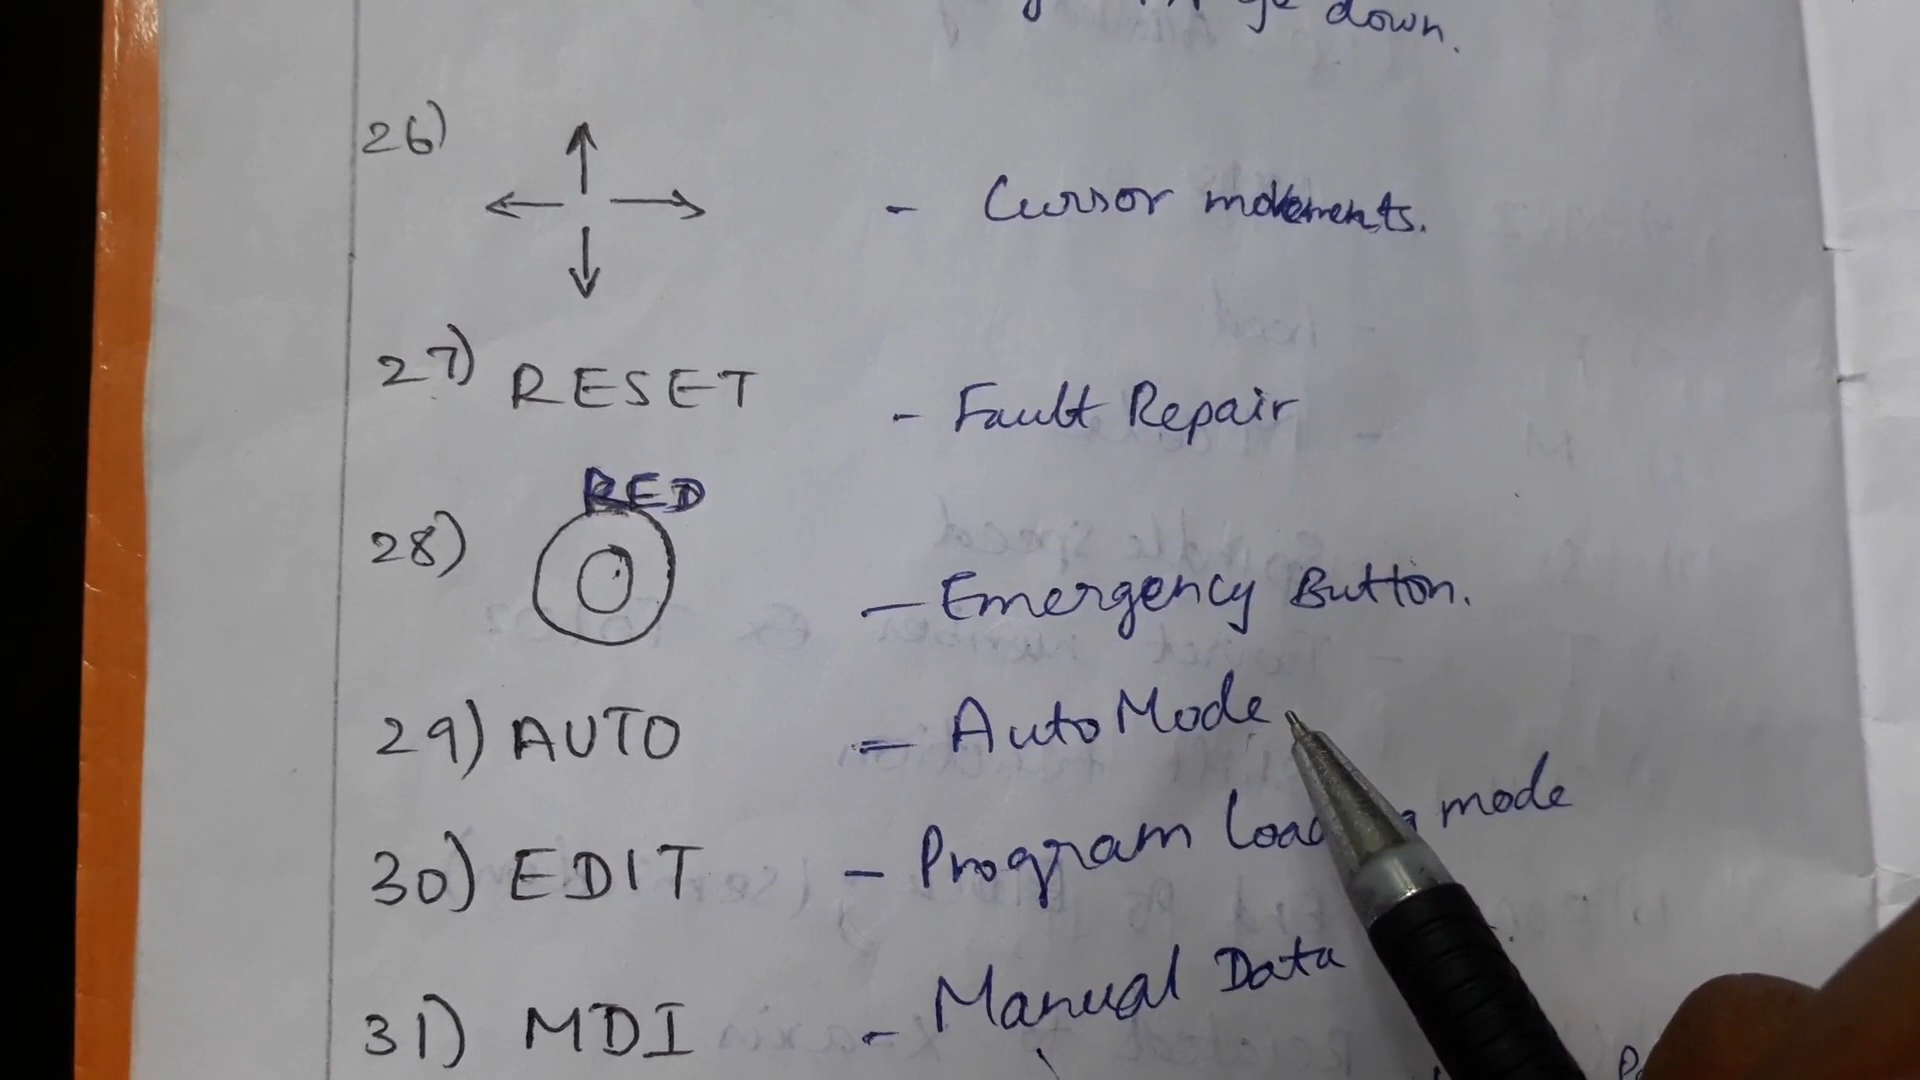 down.
26) - Cursor movements.
27) RESET - Fault Repair
RED
28) - Emergency Button.
29) AUTO = Auto Mode
30) EDIT - Program mode
31) MDI - Manual Data